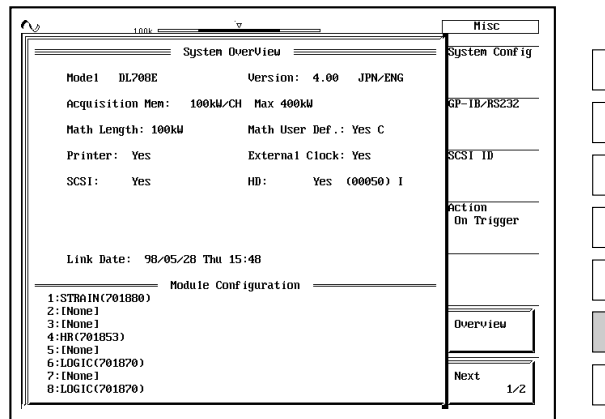 100k
Misc
System OverView
Model DL708E Version: 4.00 JPN/ENG
Acquisition Mem: 100kW/CH Max 400kW
Math Length: 100kW Math User Def.: Yes C
Printer: Yes External Clock: Yes
SCSI: Yes HD: Yes (00050) I
Link Date: 98/05/28 Thu 15:48
Module Configuration
1:STRAIN(701880)
2:[None]
3:[None]
4:HR(701853)
5:[None]
6:LOGIC(701870)
7:[None]
8:LOGIC(701870)
System Config
GP-IB/RS232
SCSI ID
Action
On Trigger
Overview
Next
1/2